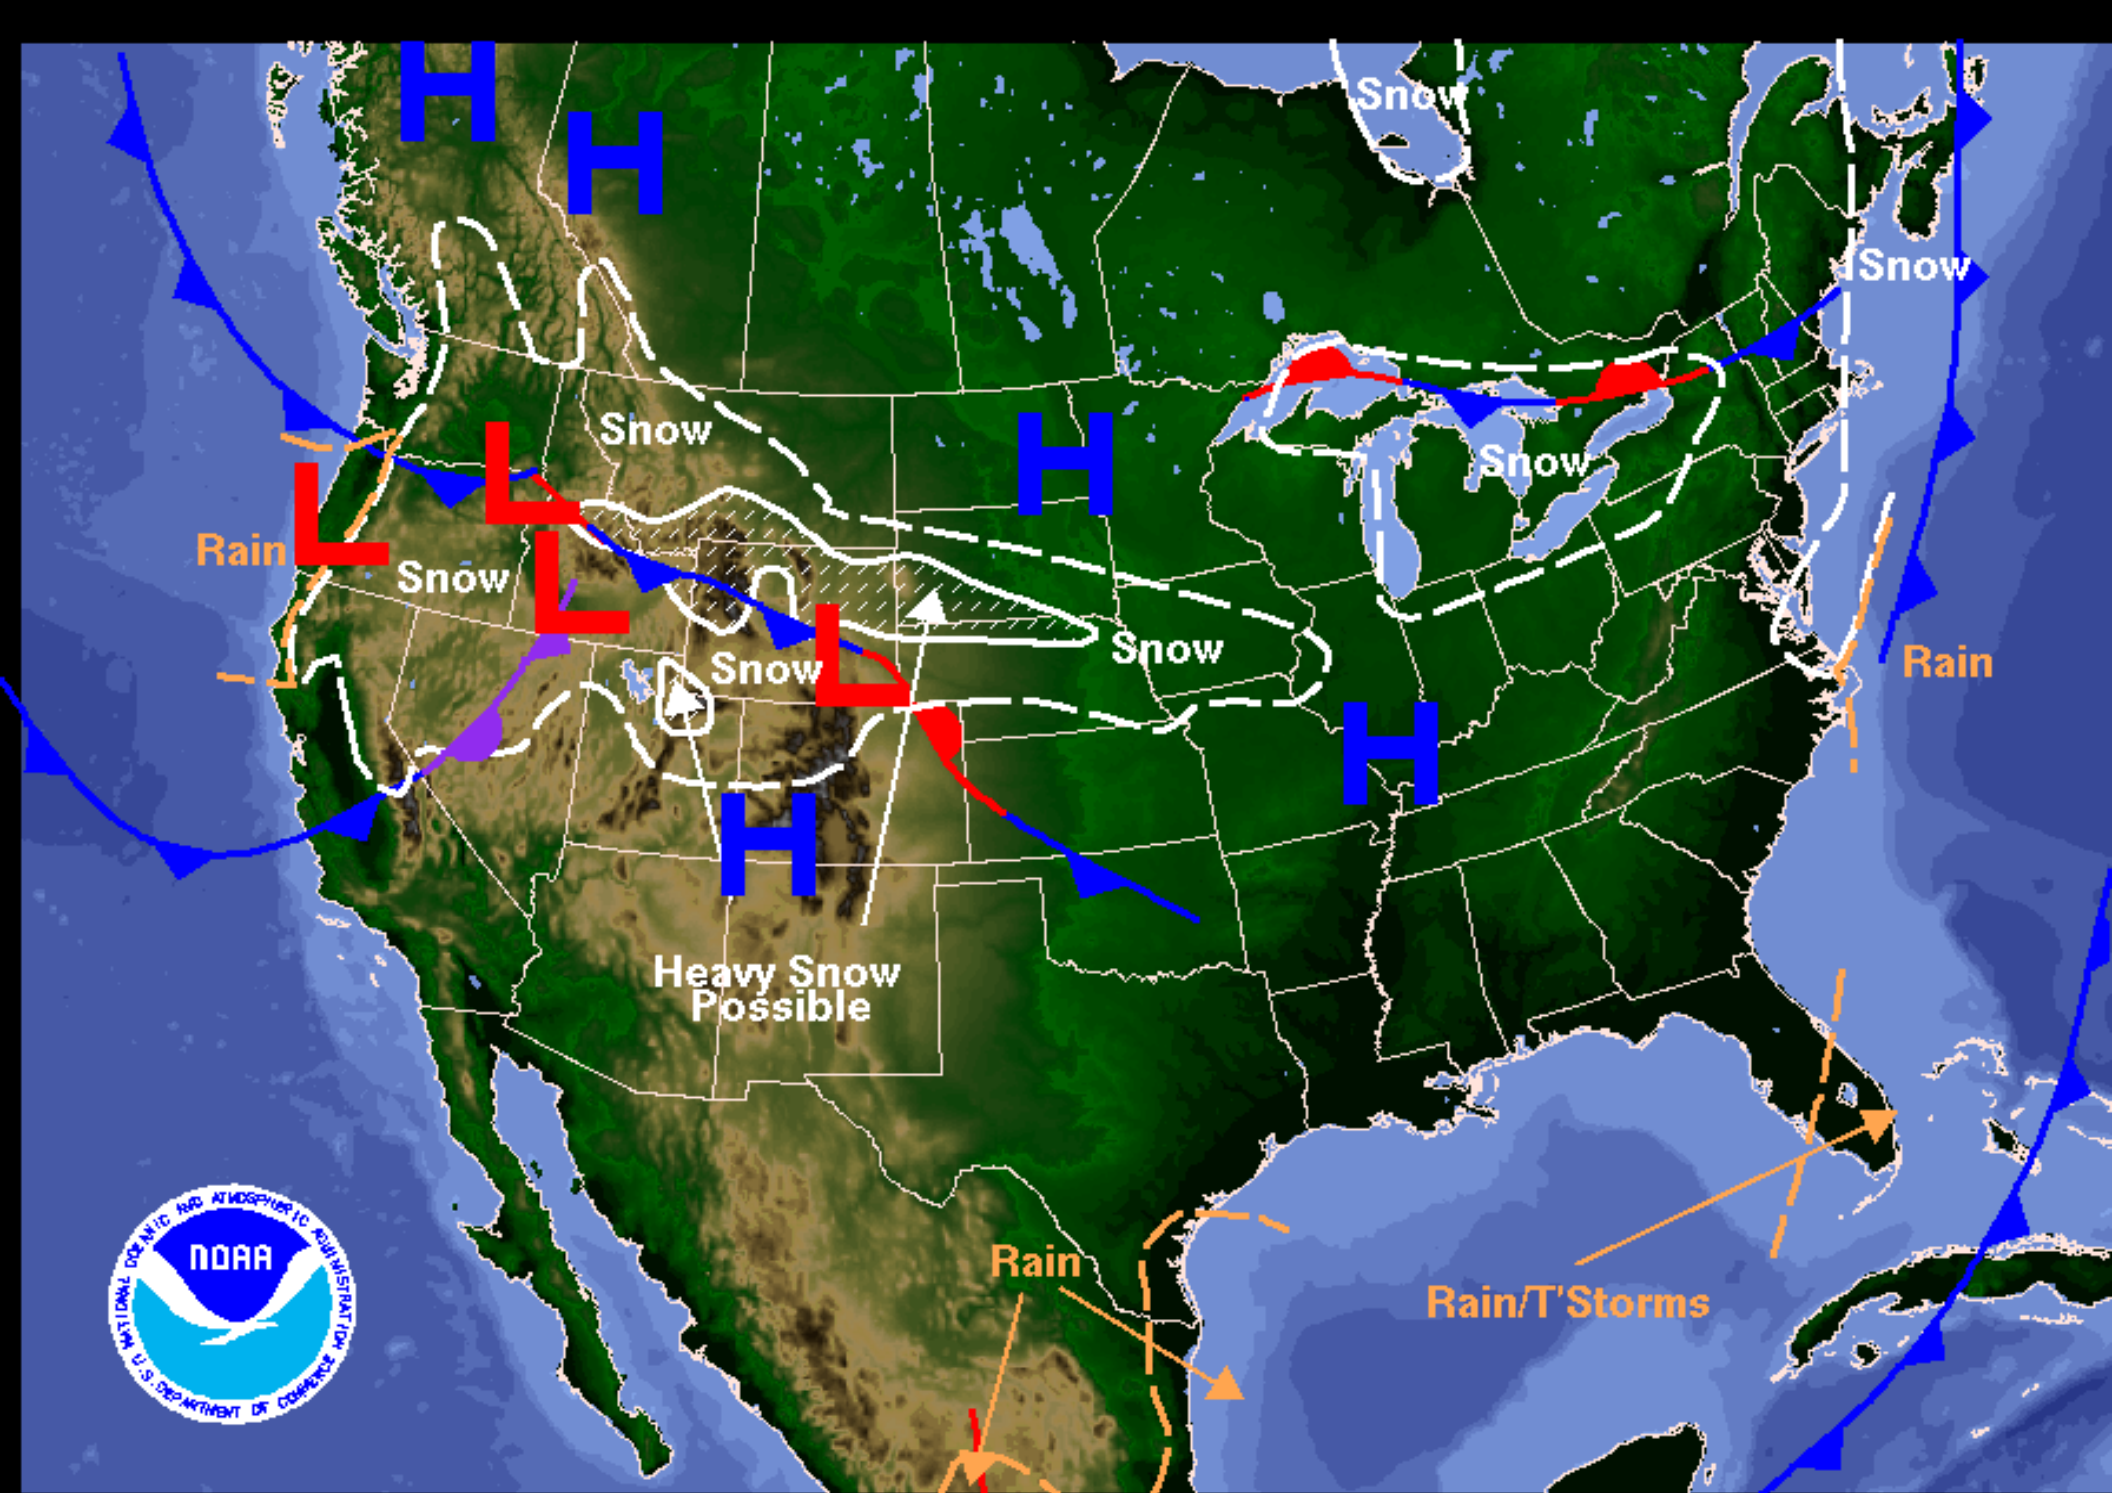 H
H
Snow
Snow
Snow
H
L
Snow
L
Rain
Snow
L
Snow
Rain
L
Snow
H
H
Heavy Snow
Possible
NATIONAL OCEANIC AND ATMOSPHERIC ADMINISTRATION
NOAA
U.S. DEPARTMENT OF COMMERCE
Rain
Rain/T'Storms